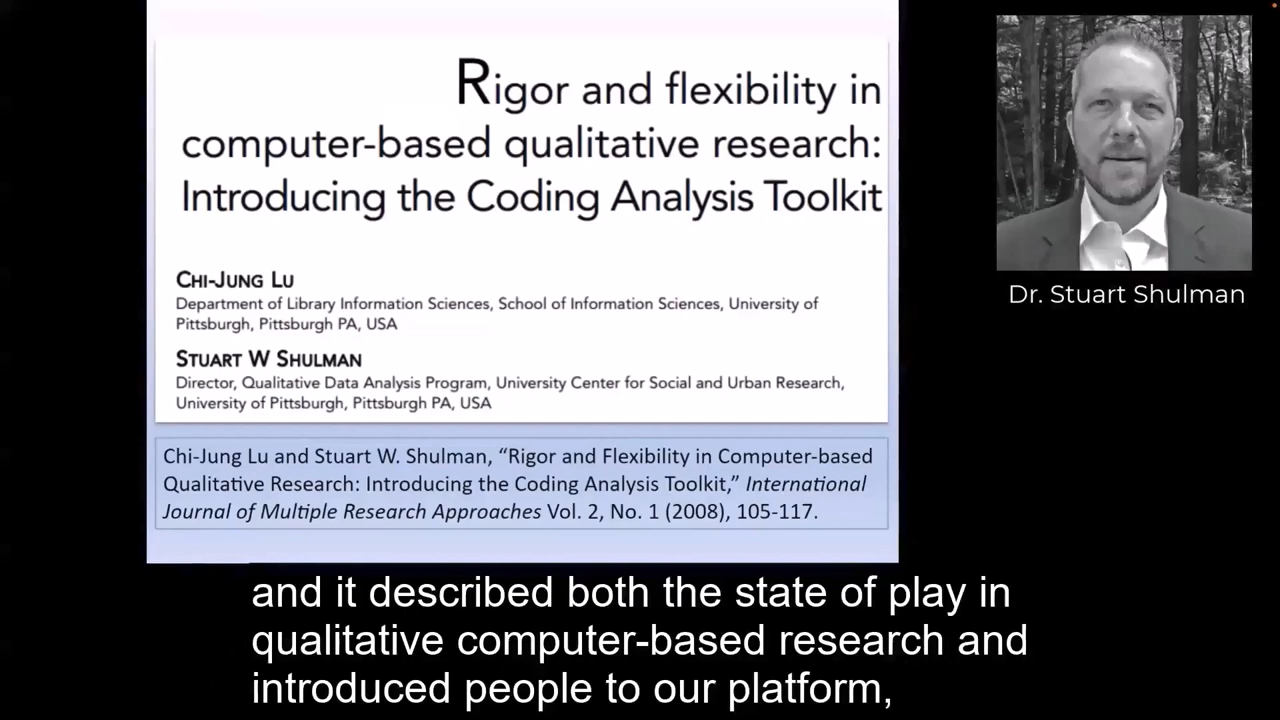 Rigor and flexibility in
computer-based qualitative research:
Introducing the Coding Analysis Toolkit
CHI-JUNG LU
Department of Library Information Sciences, School of Information Sciences, University of
Pittsburgh, Pittsburgh PA, USA
STUART W SHULMAN
Director, Qualitative Data Analysis Program, University Center for Social and Urban Research,
University of Pittsburgh, Pittsburgh PA, USA
Chi-Jung Lu and Stuart W. Shulman, “Rigor and Flexibility in Computer-based
Qualitative Research: Introducing the Coding Analysis Toolkit,” International
Journal of Multiple Research Approaches Vol. 2, No. 1 (2008), 105-117.
Dr. Stuart Shulman
and it described both the state of play in
qualitative computer-based research and
introduced people to our platform,